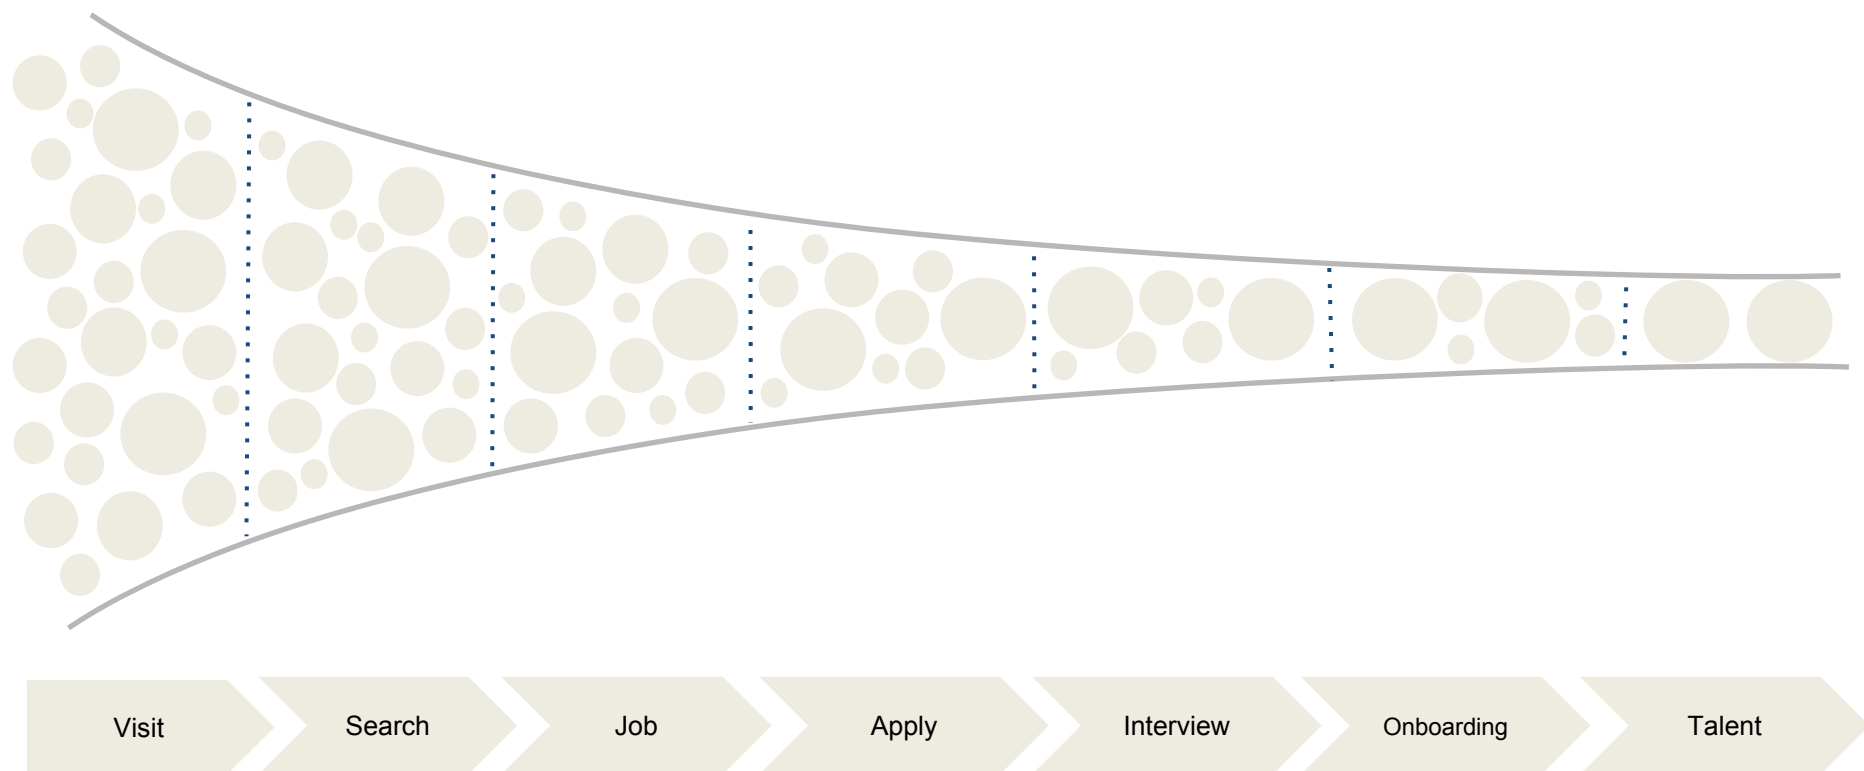 Visit
Search
Job
Apply
Interview
Onboarding
Talent